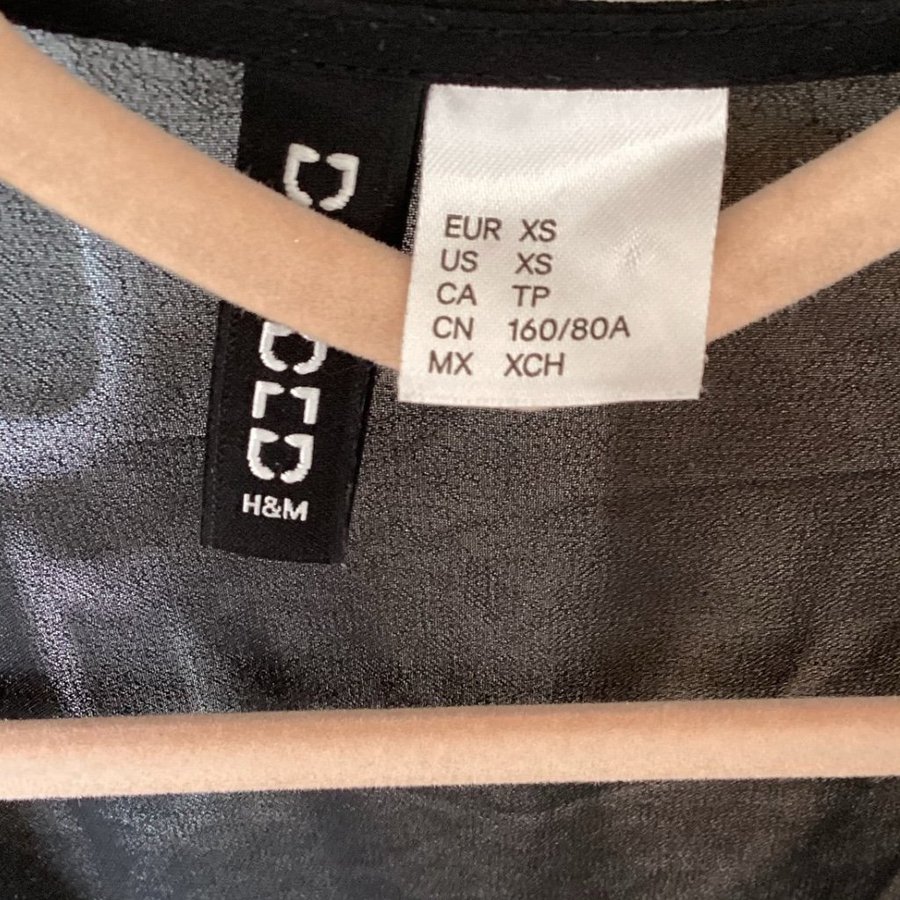 EUR XS
US XS
CA TP
CN 160/80A
MX XCH
H&M